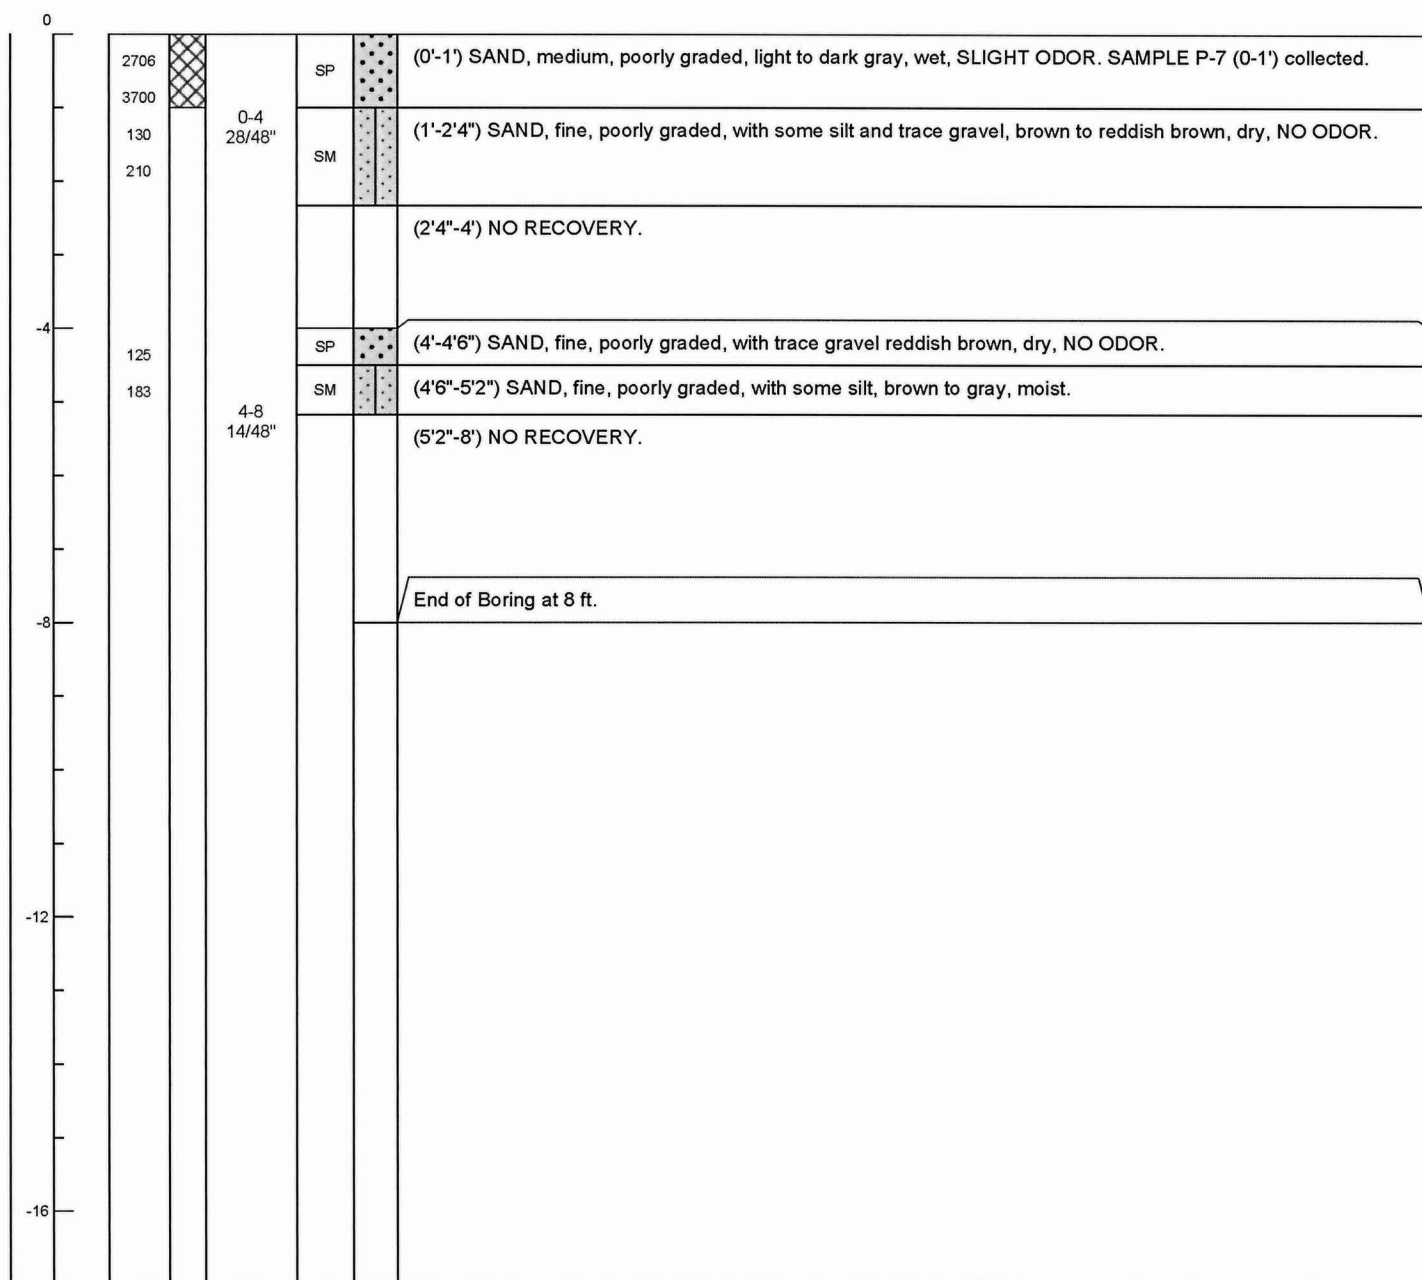 0
2706
SP
(0'-1') SAND, medium, poorly graded, light to dark gray, wet, SLIGHT ODOR. SAMPLE P-7 (0-1') collected.
3700
0-4
28/48"
130
SM
(1'-2'4") SAND, fine, poorly graded, with some silt and trace gravel, brown to reddish brown, dry, NO ODOR.
210
(2'4"-4') NO RECOVERY.
-4
125
SP
(4'-4'6") SAND, fine, poorly graded, with trace gravel reddish brown, dry, NO ODOR.
183
SM
(4'6"-5'2") SAND, fine, poorly graded, with some silt, brown to gray, moist.
4-8
14/48"
(5'2"-8') NO RECOVERY.
End of Boring at 8 ft.
-8
-12
-16